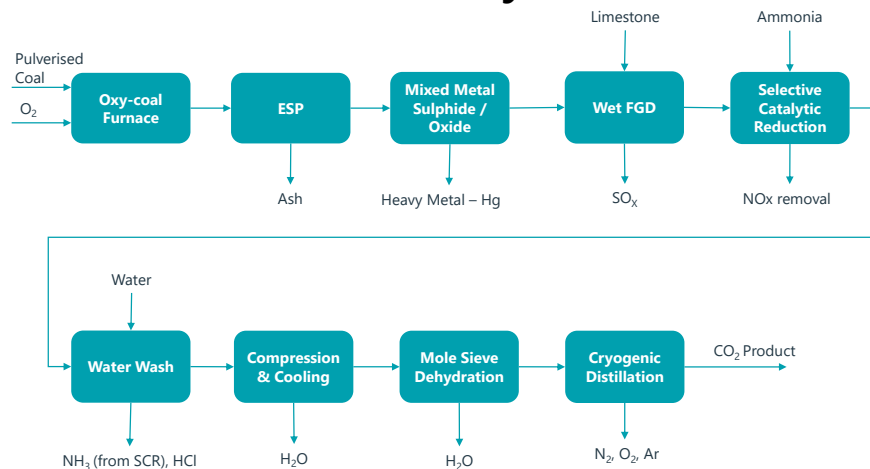 Limestone
Ammonia
Pulverised
Coal
O₂
Oxy-coal
Furnace
ESP
Mixed Metal
Sulphide /
Oxide
Wet FGD
Selective
Catalytic
Reduction
Ash
Heavy Metal – Hg
SOₓ
NOx removal
Water
Water Wash
Compression
& Cooling
Mole Sieve
Dehydration
Cryogenic
Distillation
CO₂ Product
NH₃ (from SCR), HCl
H₂O
H₂O
N₂, O₂, Ar